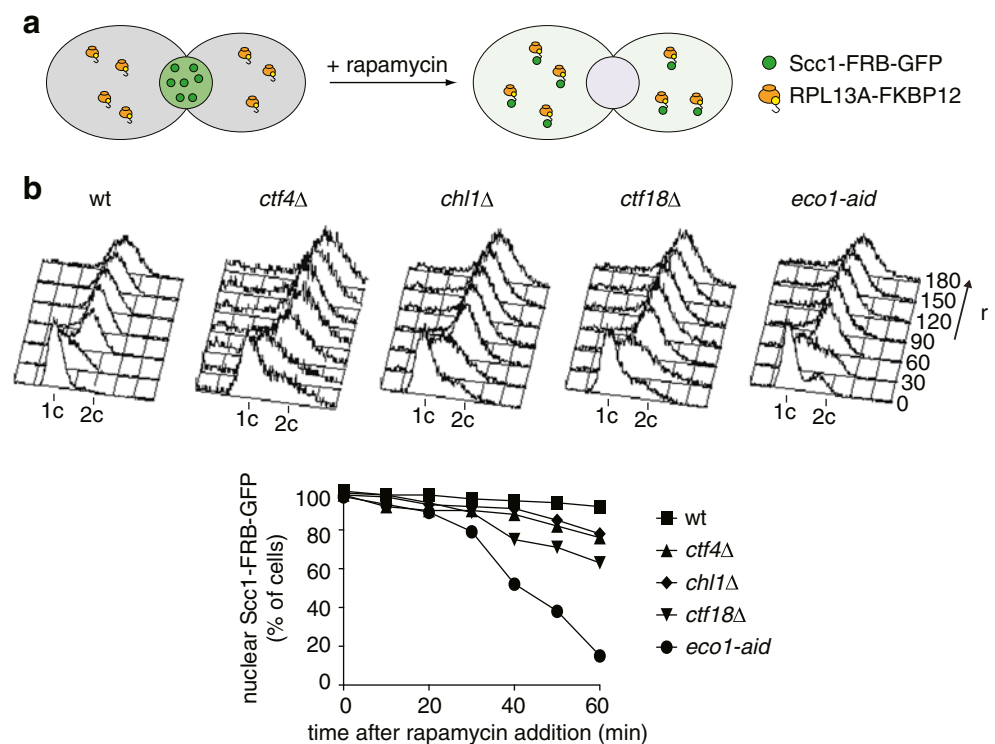 a
+ rapamycin
Scc1-FRB-GFP
RPL13A-FKBP12
b
wt
ctf4Δ
chl1Δ
ctf18Δ
eco1-aid
180
150
120
90
60
30
0
r
1c 2c
1c 2c
1c 2c
1c 2c
1c 2c
nuclear Scc1-FRB-GFP
(% of cells)
100
80
60
40
20
0
0 20 40 60
time after rapamycin addition (min)
wt
ctf4Δ
chl1Δ
ctf18Δ
eco1-aid